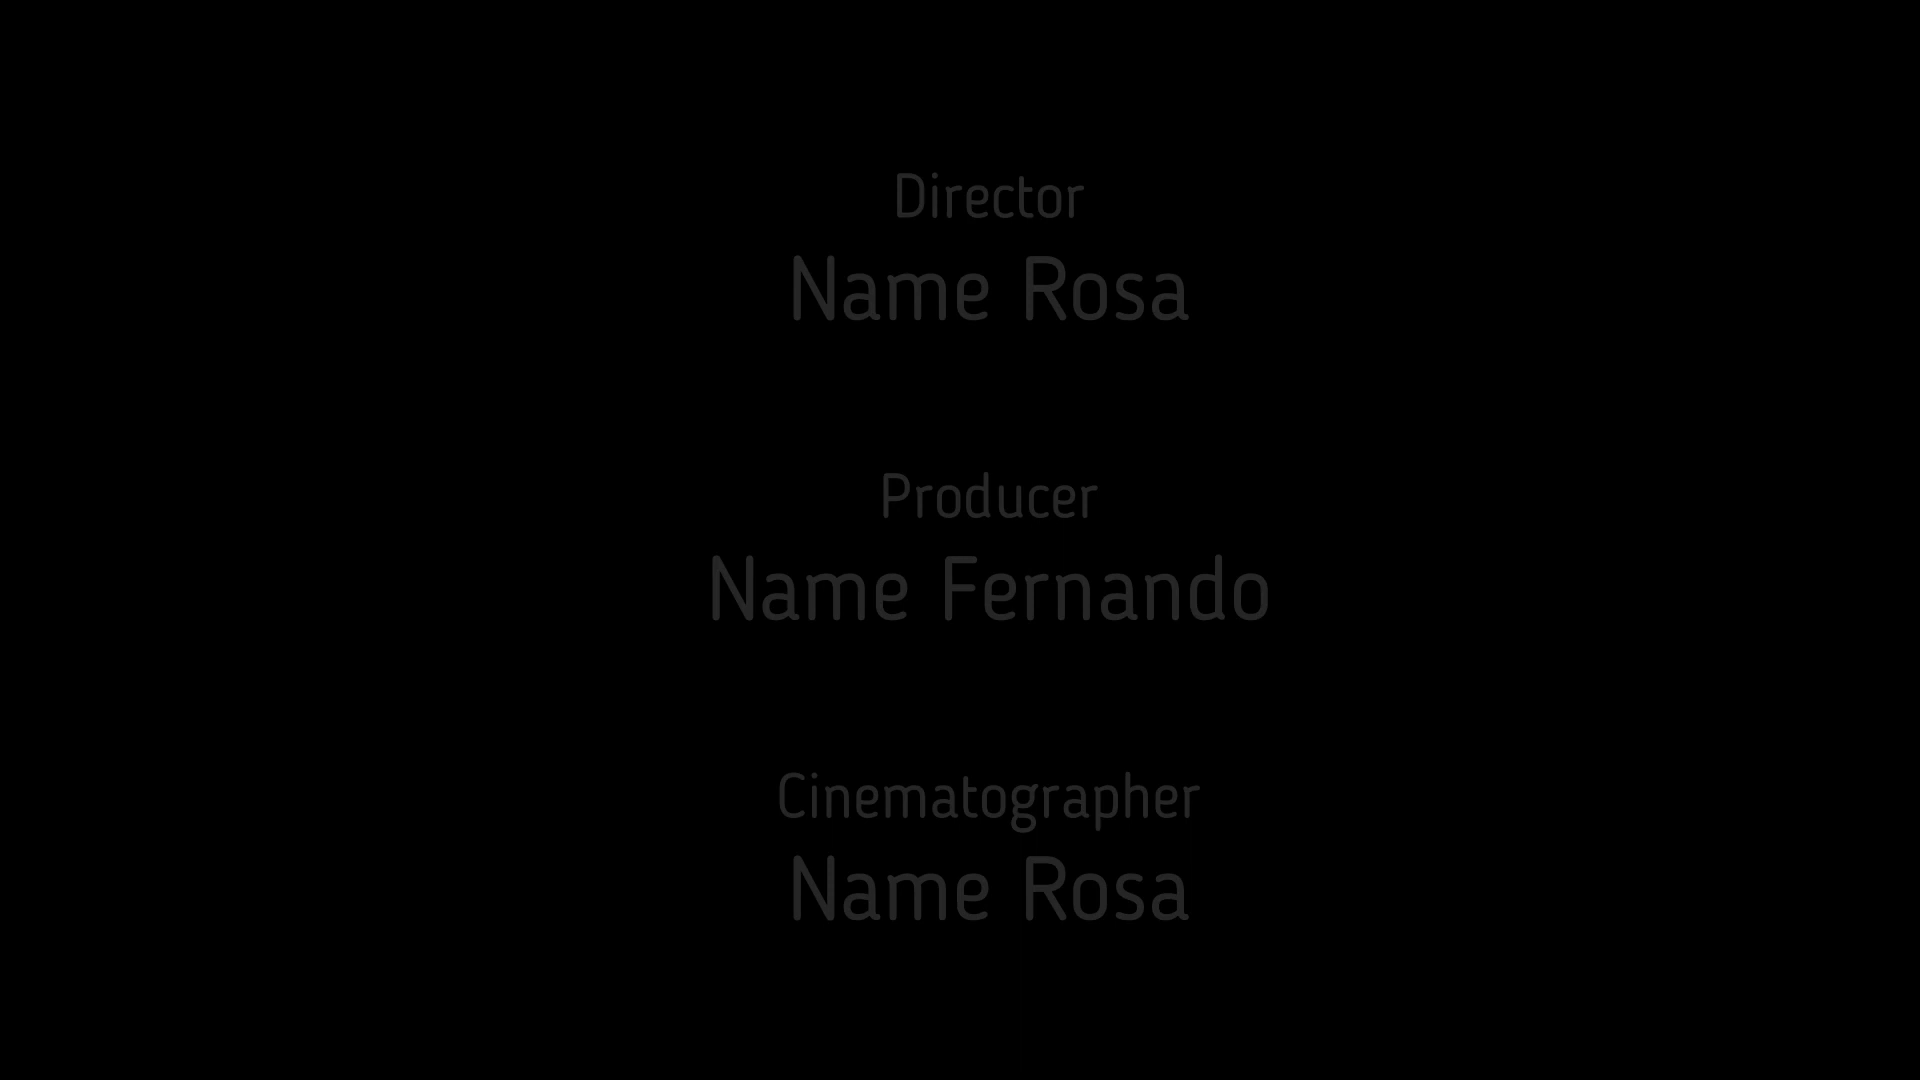 Director
Name Rosa
Producer
Name Fernando
Cinematographer
Name Rosa